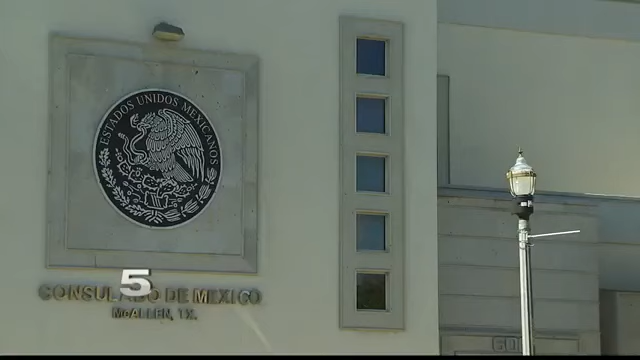 ESTADOS UNIDOS MEXICANOS
CONSULADO DE MEXICO
5
McALLEN, TX.